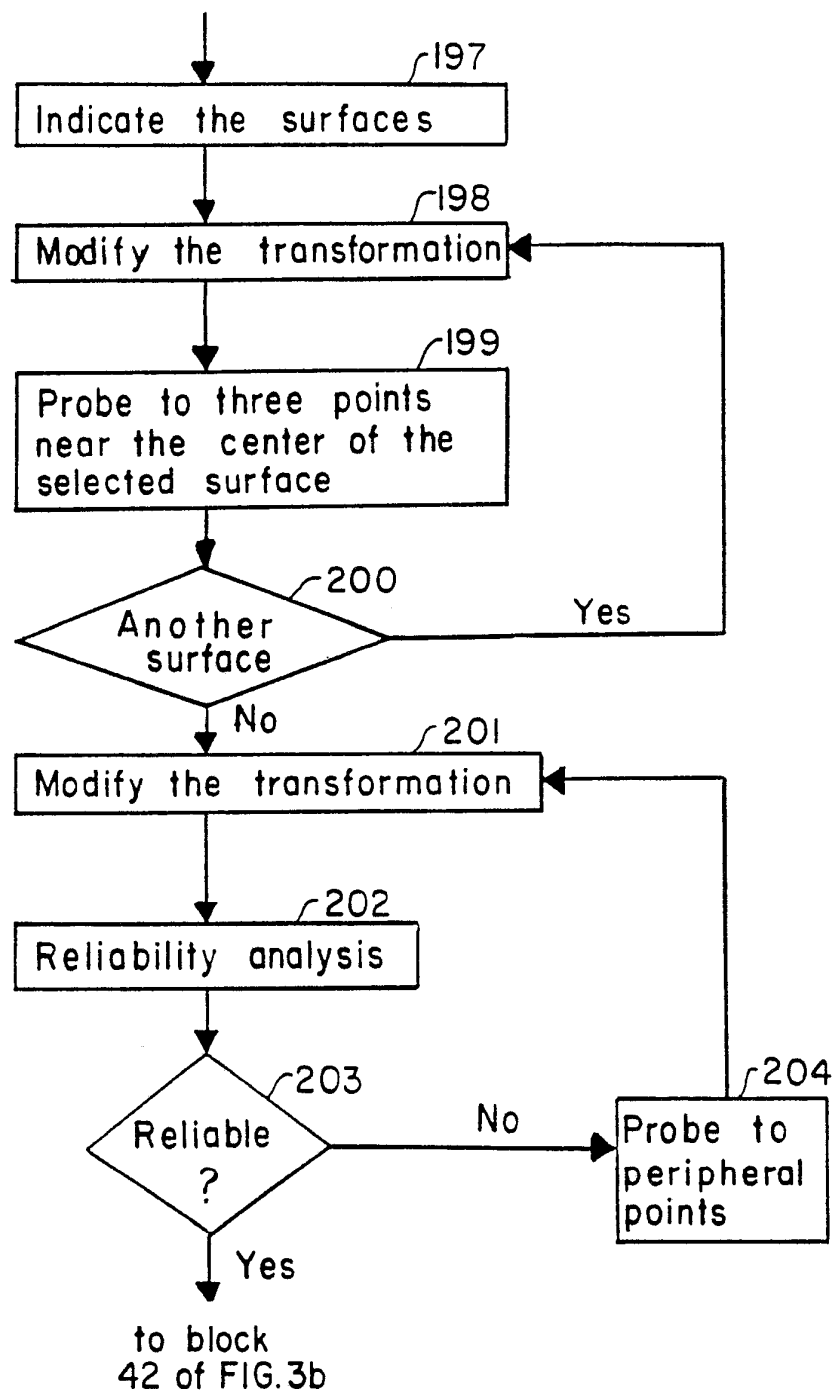 197
Indicate the surfaces
198
Modify the transformation
199
Probe to three points
near the center of the
selected surface
200
Another
surface
Yes
No
201
Modify the transformation
202
Reliability analysis
203
Reliable
?
No
204
Probe to
peripheral
points
Yes
to block
42 of FIG.3b